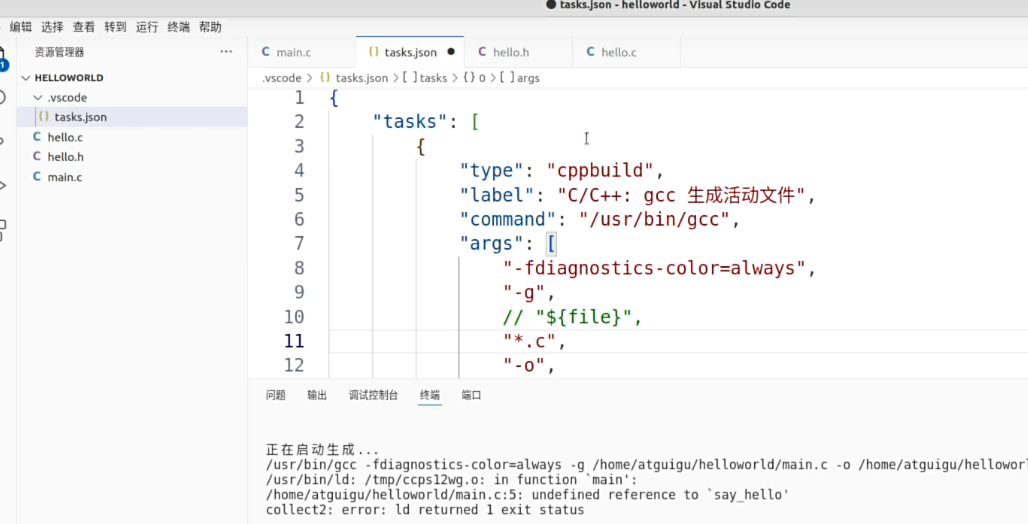 ● tasks.json - helloworld - Visual Studio Code
编辑 选择 查看 转到 运行 终端 帮助
资源管理器 ···
C main.c {} tasks.json ● C hello.h C hello.c
1
HELLOWORLD
.vscode > {} tasks.json > [ ] tasks > {} 0 > [ ] args
.vscode
{} tasks.json
C hello.c
C hello.h
C main.c
1 {
2 "tasks": [
3 {
4 "type": "cppbuild",
5 "label": "C/C++: gcc 生成活动文件",
6 "command": "/usr/bin/gcc",
7 "args": [
8 "-fdiagnostics-color=always",
9 "-g",
10 // "${file}",
11 "*.c",
12 "-o",
问题 输出 调试控制台 终端 端口
正在启动生成...
/usr/bin/gcc -fdiagnostics-color=always -g /home/atguigu/helloworld/main.c -o /home/atguigu/helloworl
/usr/bin/ld: /tmp/ccps12wg.o: in function `main':
/home/atguigu/helloworld/main.c:5: undefined reference to `say_hello'
collect2: error: ld returned 1 exit status